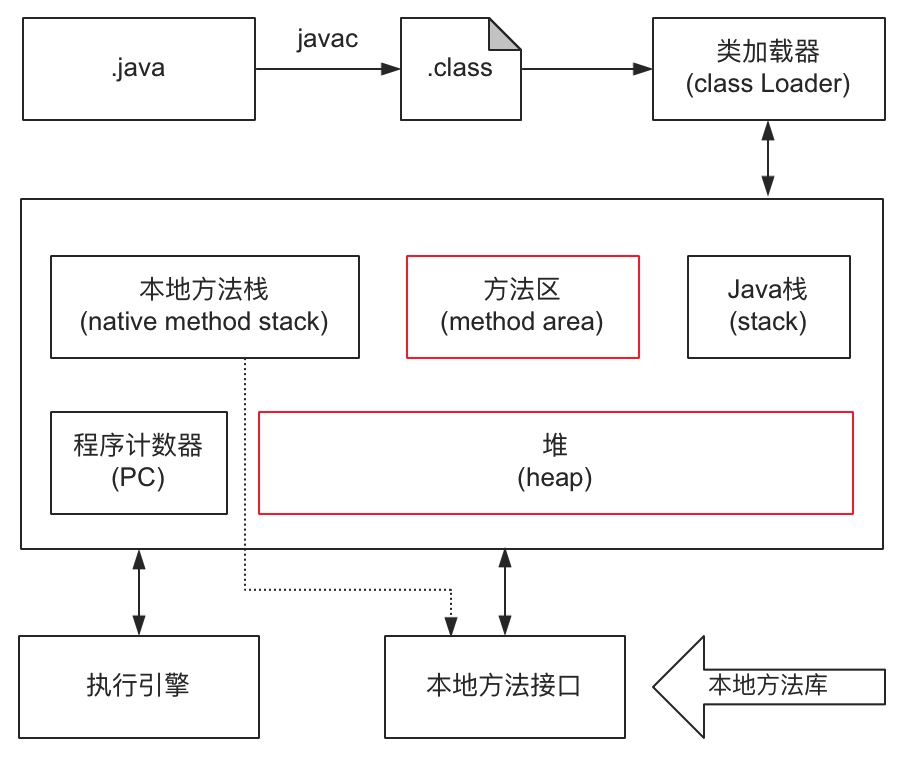 .java
javac
.class
类加载器
(class Loader)
本地方法栈
(native method stack)
方法区
(method area)
Java栈
(stack)
程序计数器
(PC)
堆
(heap)
执行引擎
本地方法接口
本地方法库